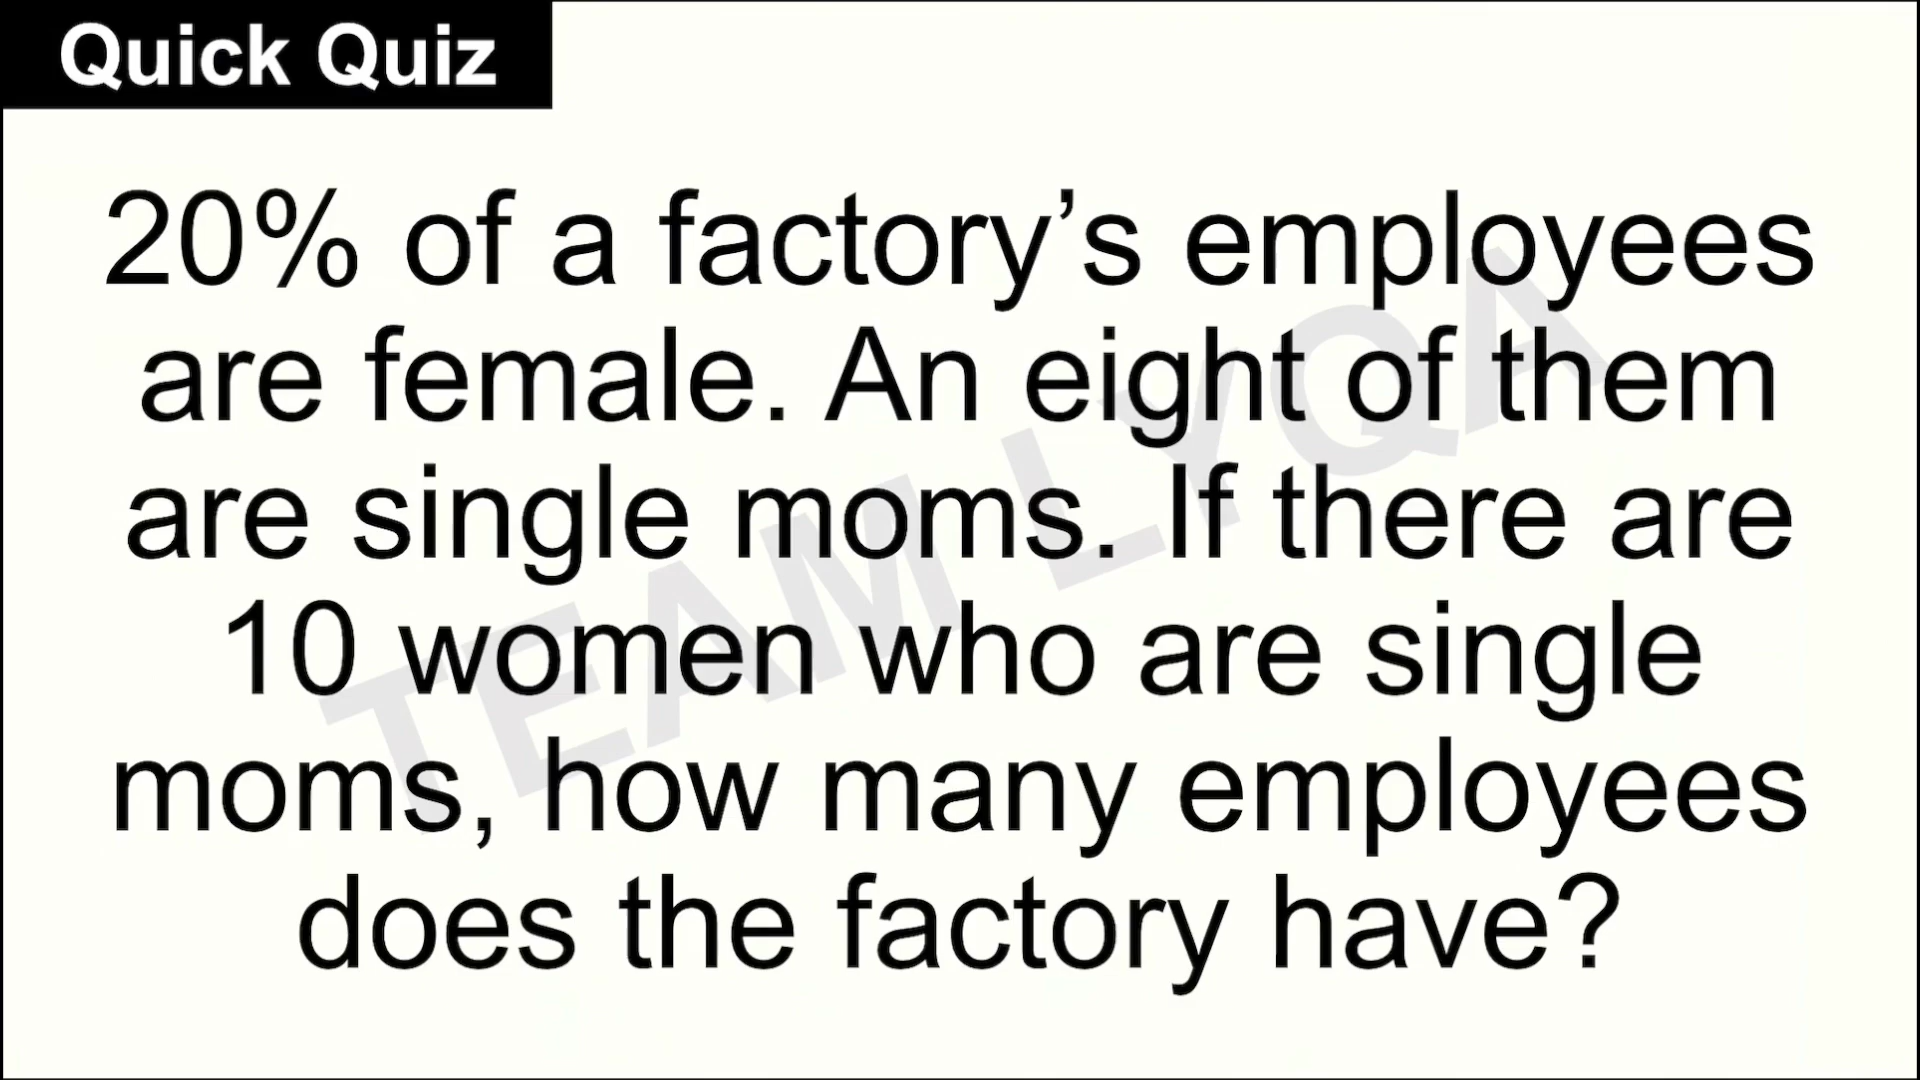 Quick Quiz
20% of a factory’s employees
are female. An eight of them
are single moms. If there are
10 women who are single
moms, how many employees
does the factory have?
TEAM LYQA